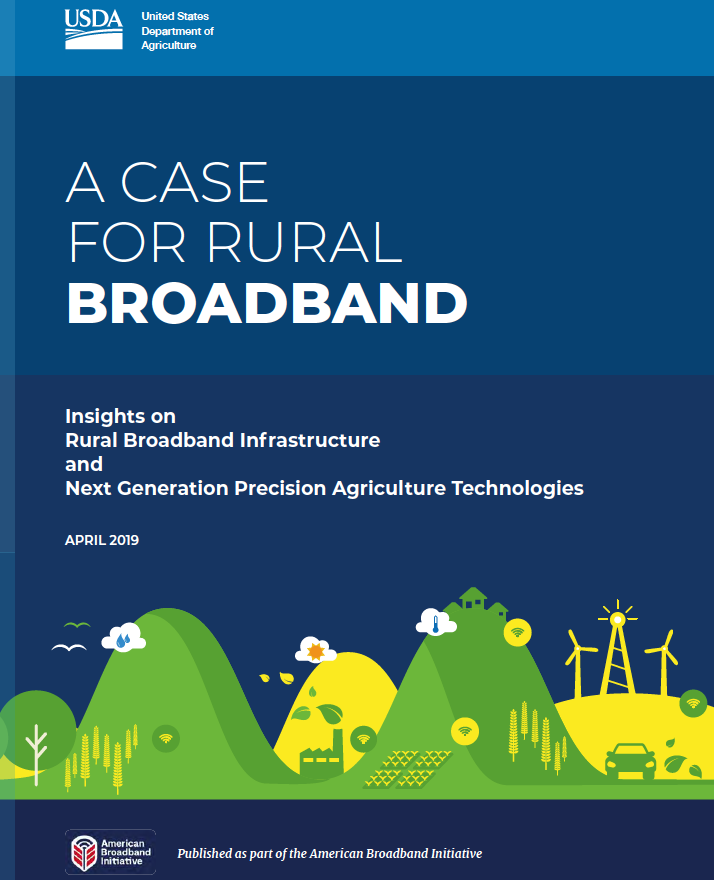 USDA
United States
Department of
Agriculture
A CASE
FOR RURAL
BROADBAND
Insights on
Rural Broadband Infrastructure
and
Next Generation Precision Agriculture Technologies
APRIL 2019
American
Broadband
Initiative
Published as part of the American Broadband Initiative